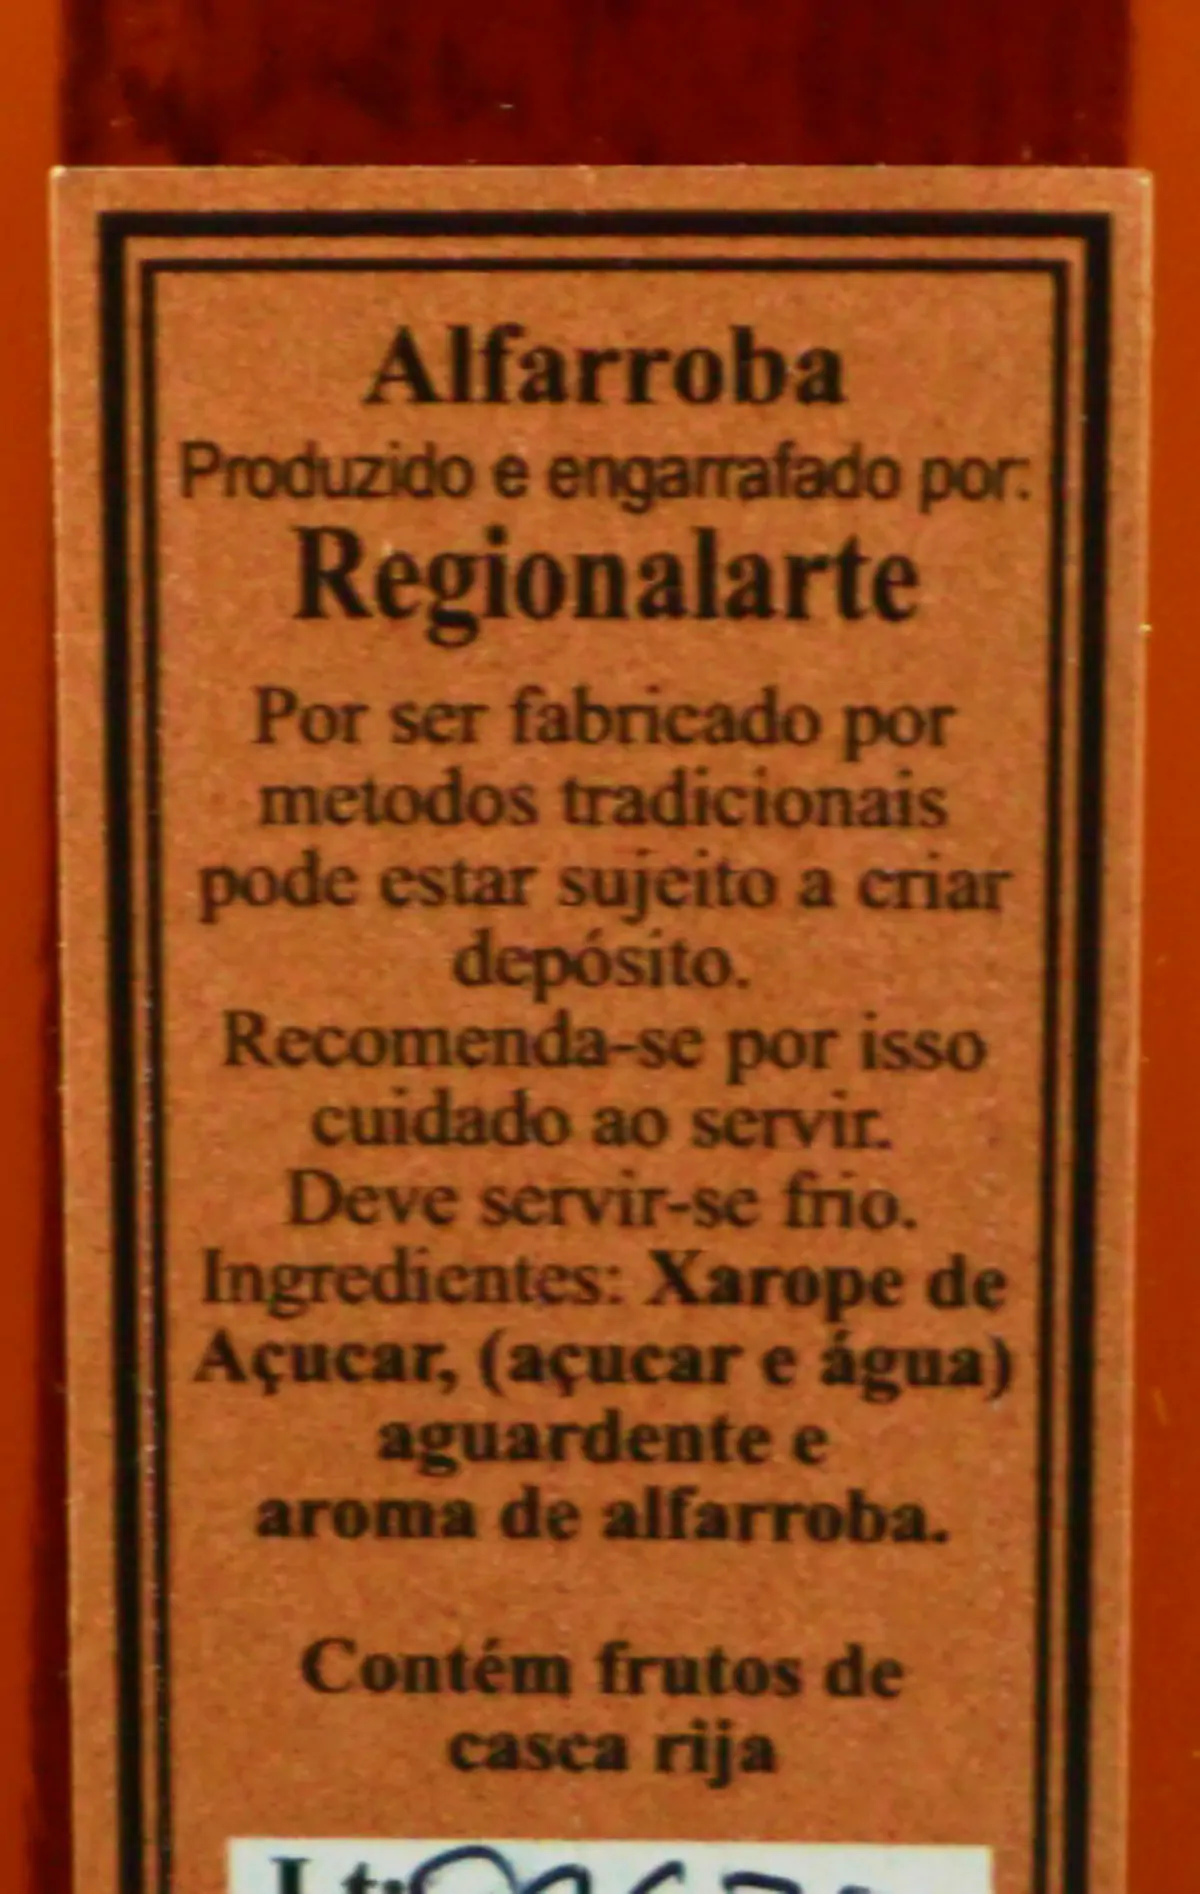 Alfarroba
Produzido e engarrafado por:
Regionalarte
Por ser fabricado por
metodos tradicionais
pode estar sujeito a criar
depósito.
Recomenda-se por isso
cuidado ao servir.
Deve servir-se frio.
Ingredientes: Xarope de
Açucar, (açucar e água)
aguardente e
aroma de alfarroba.
Contém frutos de
casca rija
Lt: